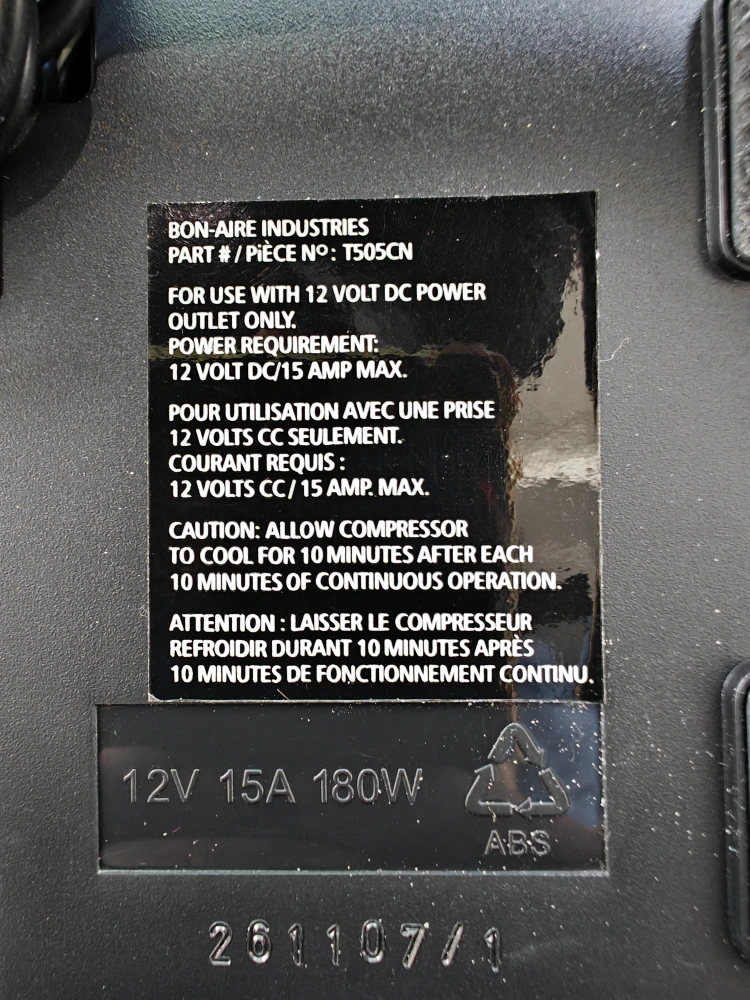 BON-AIRE INDUSTRIES
PART # / PiÈCE Nº: T505CN
FOR USE WITH 12 VOLT DC POWER
OUTLET ONLY.
POWER REQUIREMENT:
12 VOLT DC/15 AMP MAX.
POUR UTILISATION AVEC UNE PRISE
12 VOLTS CC SEULEMENT.
COURANT REQUIS :
12 VOLTS CC / 15 AMP. MAX.
CAUTION: ALLOW COMPRESSOR
TO COOL FOR 10 MINUTES AFTER EACH
10 MINUTES OF CONTINUOUS OPERATION.
ATTENTION : LAISSER LE COMPRESSEUR
REFROIDIR DURANT 10 MINUTES APRÈS
10 MINUTES DE FONCTIONNEMENT CONTINU.
12V 15A 180W
ABS
261107/1